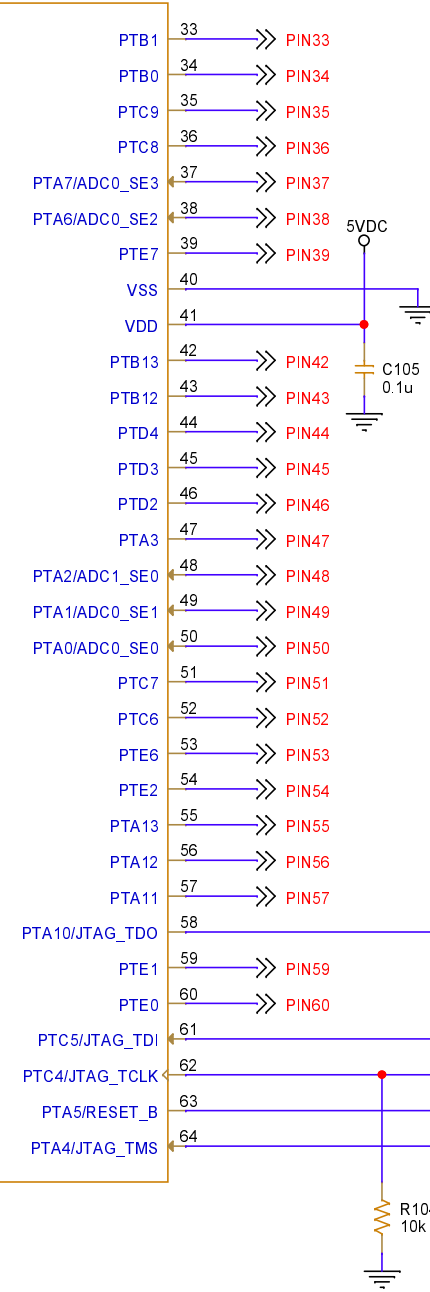 PTB1 33 PIN33
PTB0 34 PIN34
PTC9 35 PIN35
PTC8 36 PIN36
PTA7/ADC0_SE3 37 PIN37
PTA6/ADC0_SE2 38 PIN38
5VDC
PTE7 39 PIN39
VSS 40
VDD 41
PTB13 42 PIN42
C105
0.1u
PTB12 43 PIN43
PTD4 44 PIN44
PTD3 45 PIN45
PTD2 46 PIN46
PTA3 47 PIN47
PTA2/ADC1_SE0 48 PIN48
PTA1/ADC0_SE1 49 PIN49
PTA0/ADC0_SE0 50 PIN50
PTC7 51 PIN51
PTC6 52 PIN52
PTE6 53 PIN53
PTE2 54 PIN54
PTA13 55 PIN55
PTA12 56 PIN56
PTA11 57 PIN57
PTA10/JTAG_TDO 58
PTE1 59 PIN59
PTE0 60 PIN60
PTC5/JTAG_TDI 61
PTC4/JTAG_TCLK 62
PTA5/RESET_B 63
PTA4/JTAG_TMS 64
10k